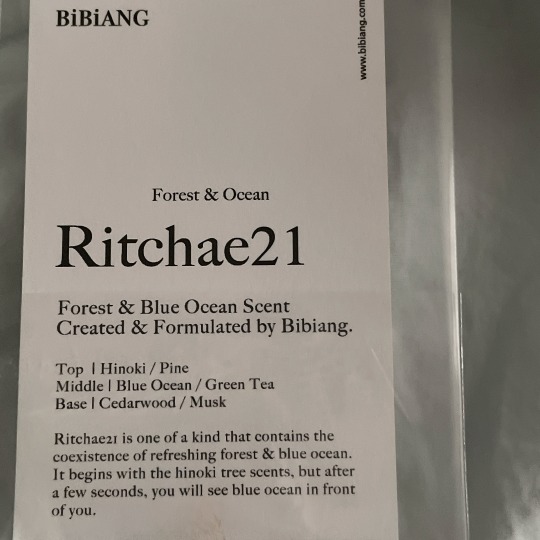 BiBiANG
www.bibiang.com
Forest & Ocean
Ritchae21
Forest & Blue Ocean Scent
Created & Formulated by Bibiang.
Top | Hinoki / Pine
Middle | Blue Ocean / Green Tea
Base | Cedarwood / Musk
Ritchae21 is one of a kind that contains the
coexistence of refreshing forest & blue ocean.
It begins with the hinoki tree scents, but after
a few seconds, you will see blue ocean in front
of you.